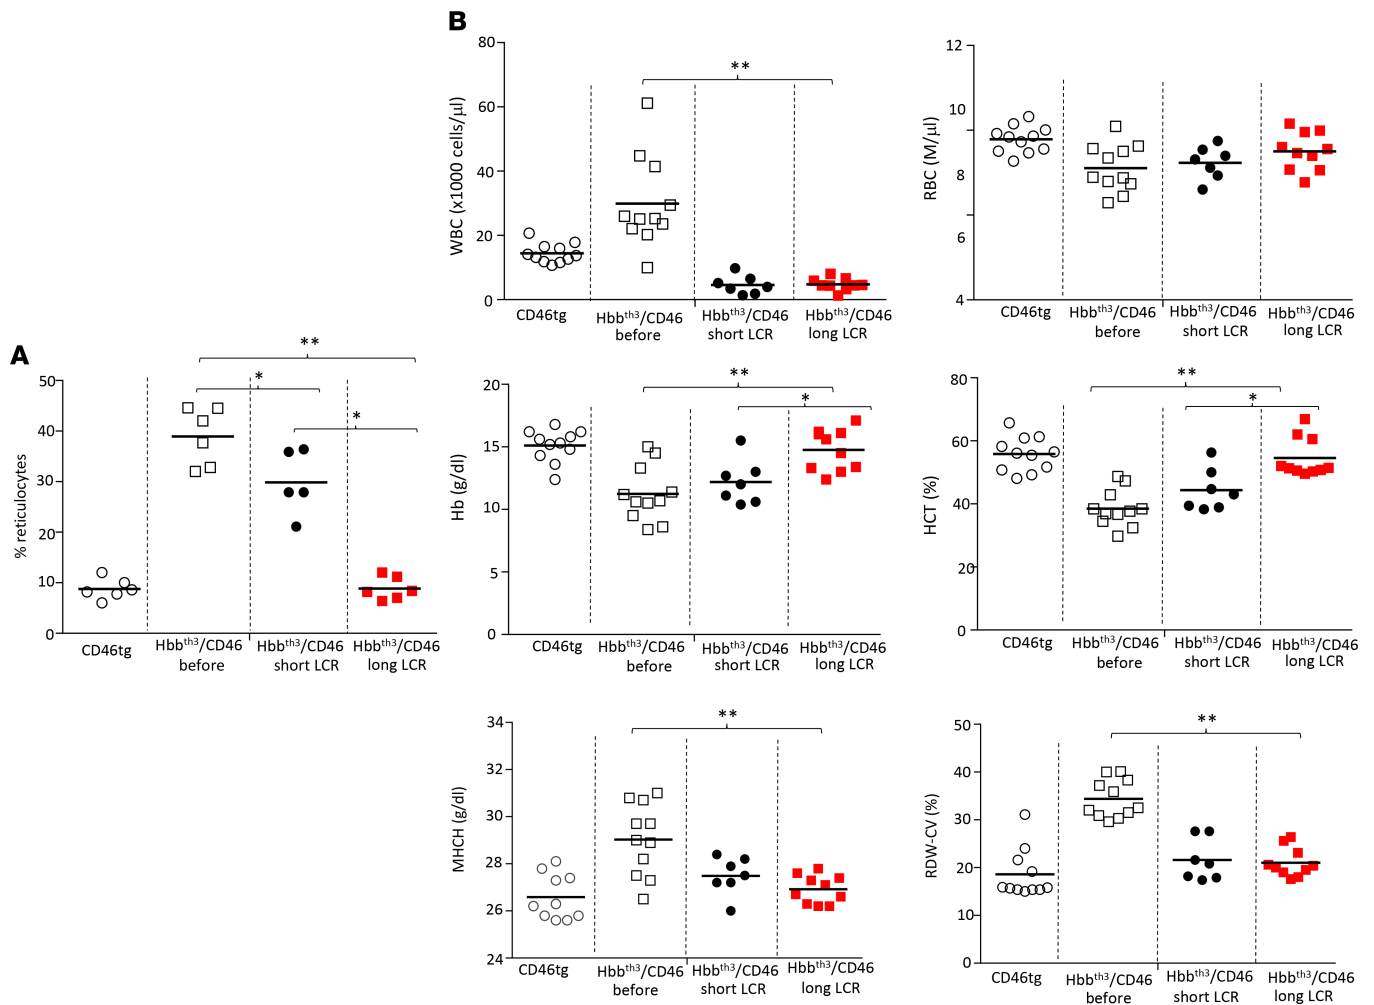 B
80
60
40
20
0
WBC (x1000 cells/µl)
**
CD46tg
Hbbth3/CD46
before
Hbbth3/CD46
short LCR
Hbbth3/CD46
long LCR
12
10
8
6
4
RBC (M/µl)
CD46tg
Hbbth3/CD46
before
Hbbth3/CD46
short LCR
Hbbth3/CD46
long LCR
A
50
40
30
20
10
0
% reticulocytes
**
*
*
CD46tg
Hbbth3/CD46
before
Hbbth3/CD46
short LCR
Hbbth3/CD46
long LCR
20
15
10
5
0
Hb (g/dl)
**
*
CD46tg
Hbbth3/CD46
before
Hbbth3/CD46
short LCR
Hbbth3/CD46
long LCR
80
60
40
20
0
HCT (%)
**
*
CD46tg
Hbbth3/CD46
before
Hbbth3/CD46
short LCR
Hbbth3/CD46
long LCR
34
32
30
28
26
24
MHCH (g/dl)
**
CD46tg
Hbbth3/CD46
before
Hbbth3/CD46
short LCR
Hbbth3/CD46
long LCR
50
40
30
20
10
0
RDW-CV (%)
**
CD46tg
Hbbth3/CD46
before
Hbbth3/CD46
short LCR
Hbbth3/CD46
long LCR